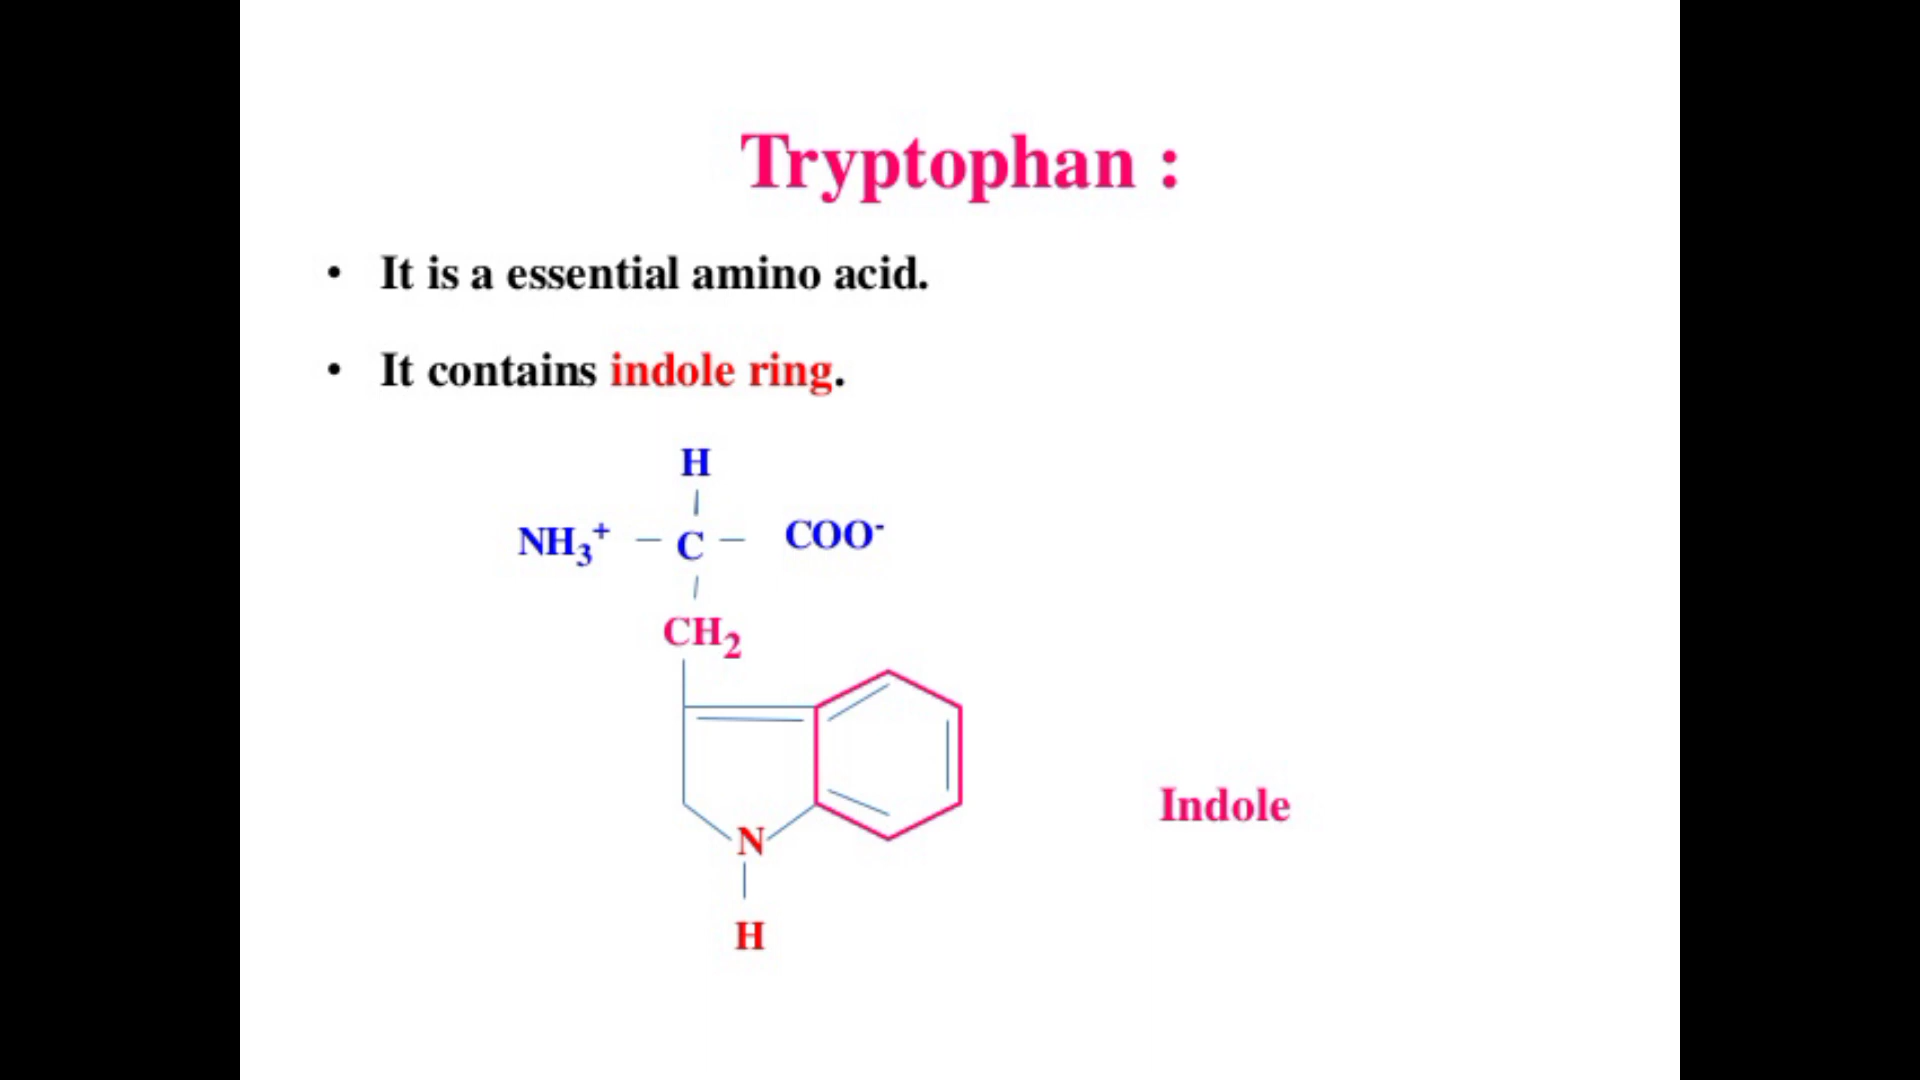 Tryptophan :
• It is a essential amino acid.
• It contains indole ring.
H
NH₃⁺ – C – COO⁻
CH₂
Indole
N
H